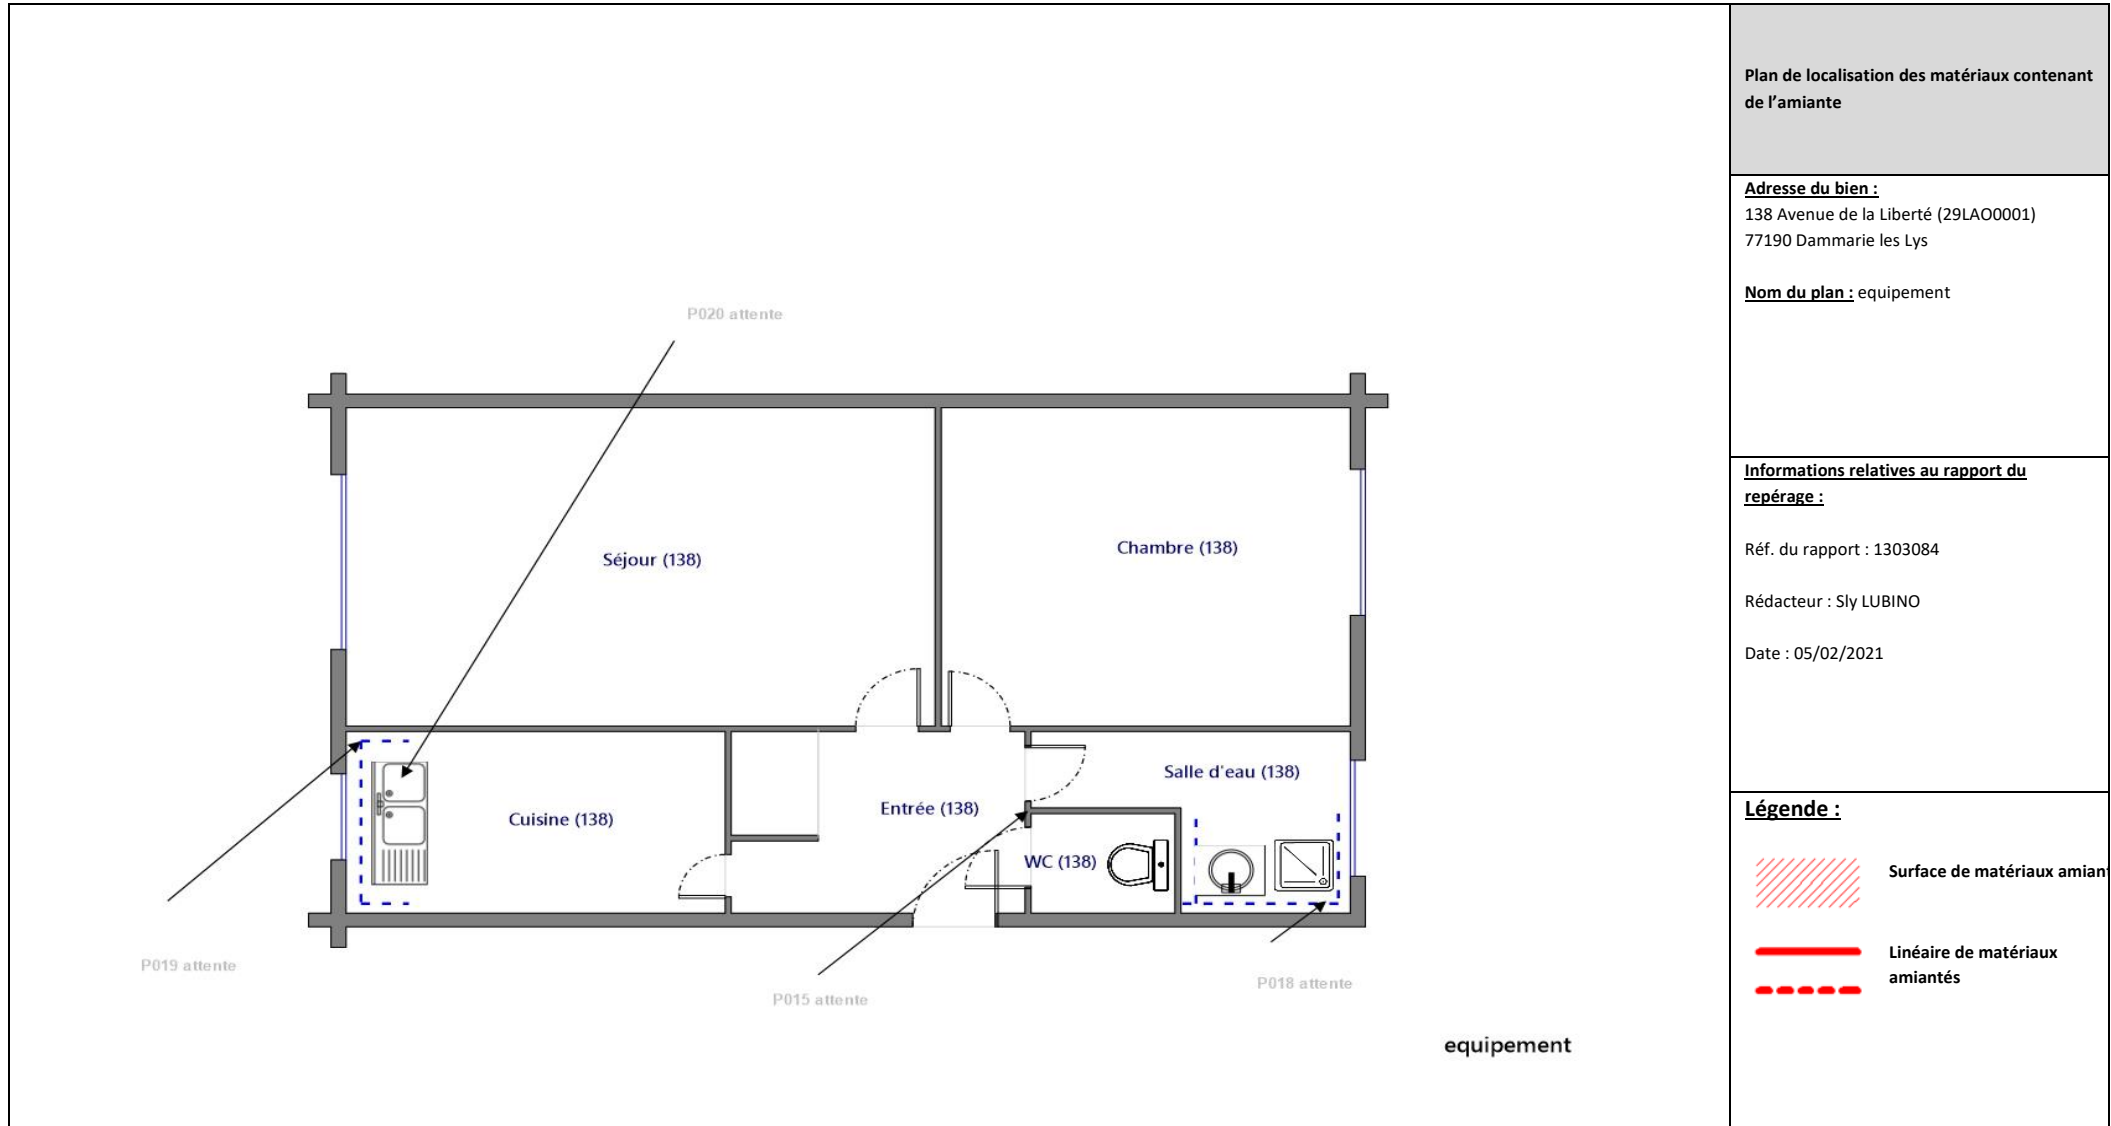 Plan de localisation des matériaux contenant
de l'amiante
Adresse du bien :
138 Avenue de la Liberté (29LAO0001)
77190 Dammarie les Lys
Nom du plan : equipement
Informations relatives au rapport du
repérage :
Réf. du rapport : 1303084
Rédacteur : Sly LUBINO
Date : 05/02/2021
Légende :
Surface de matériaux amian
Linéaire de matériaux
amiantés
P020 attente
Séjour (138)
Chambre (138)
Salle d'eau (138)
Cuisine (138)
Entrée (138)
WC (138)
P019 attente
P015 attente
P018 attente
equipement